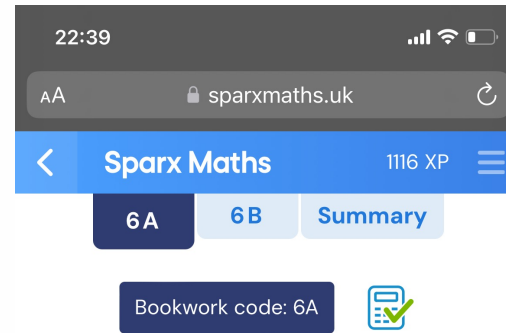 22:39
AA sparxmaths.uk
Sparx Maths 1116 XP
6A 6B Summary
Bookwork code: 6A